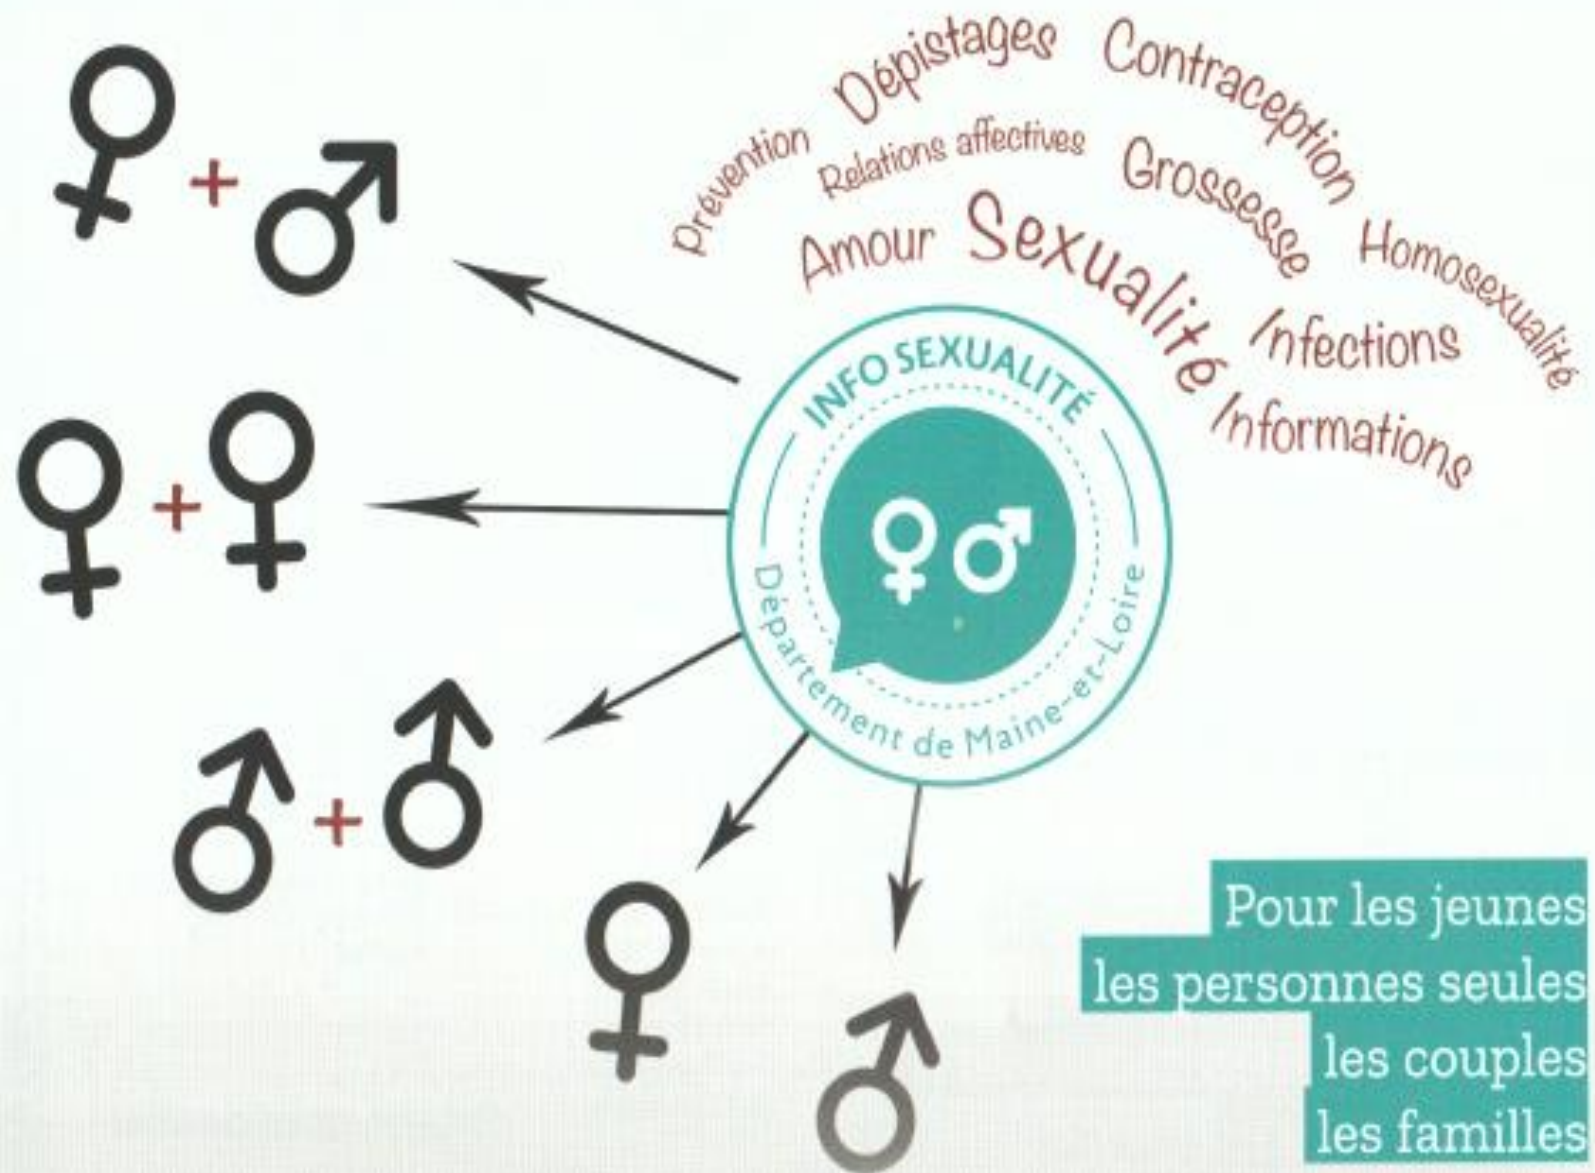 Prévention
Dépistages
Contraception
Relations affectives
Grossesse
Homosexualité
Amour
Sexualité
Infections
Informations
INFO SEXUALITÉ
Département de Maine-et-Loire
Pour les jeunes
les personnes seules
les couples
les familles